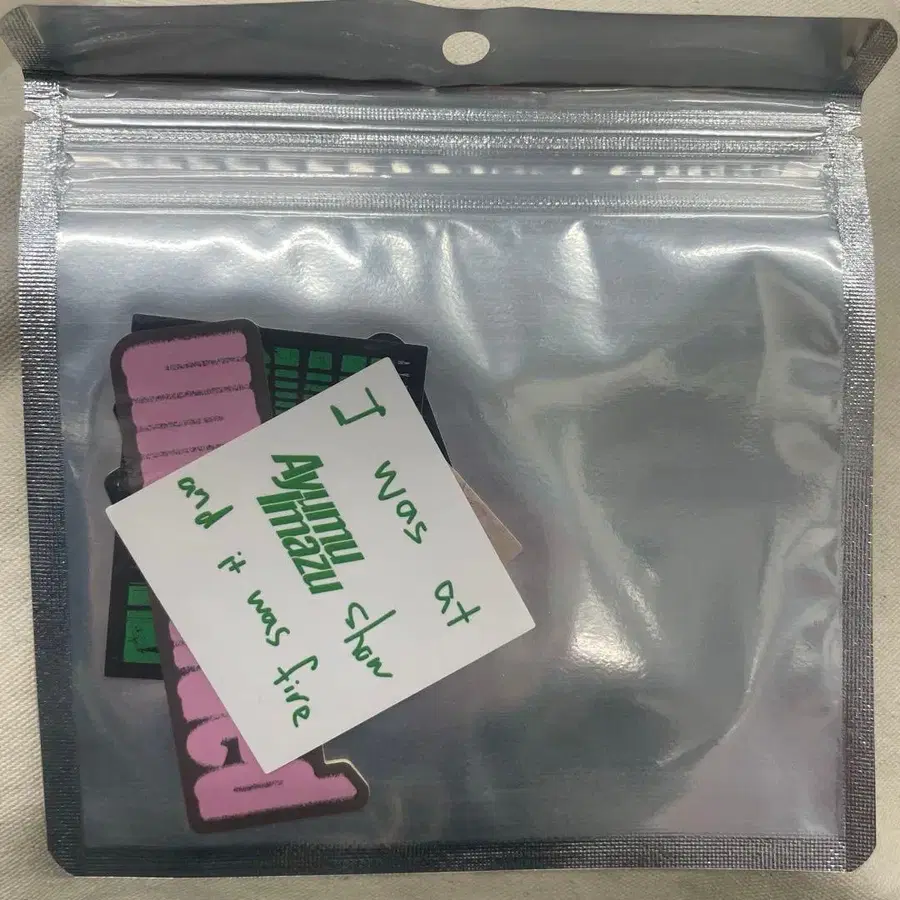 I was at
Ayumu
Imazu show
and it was fire